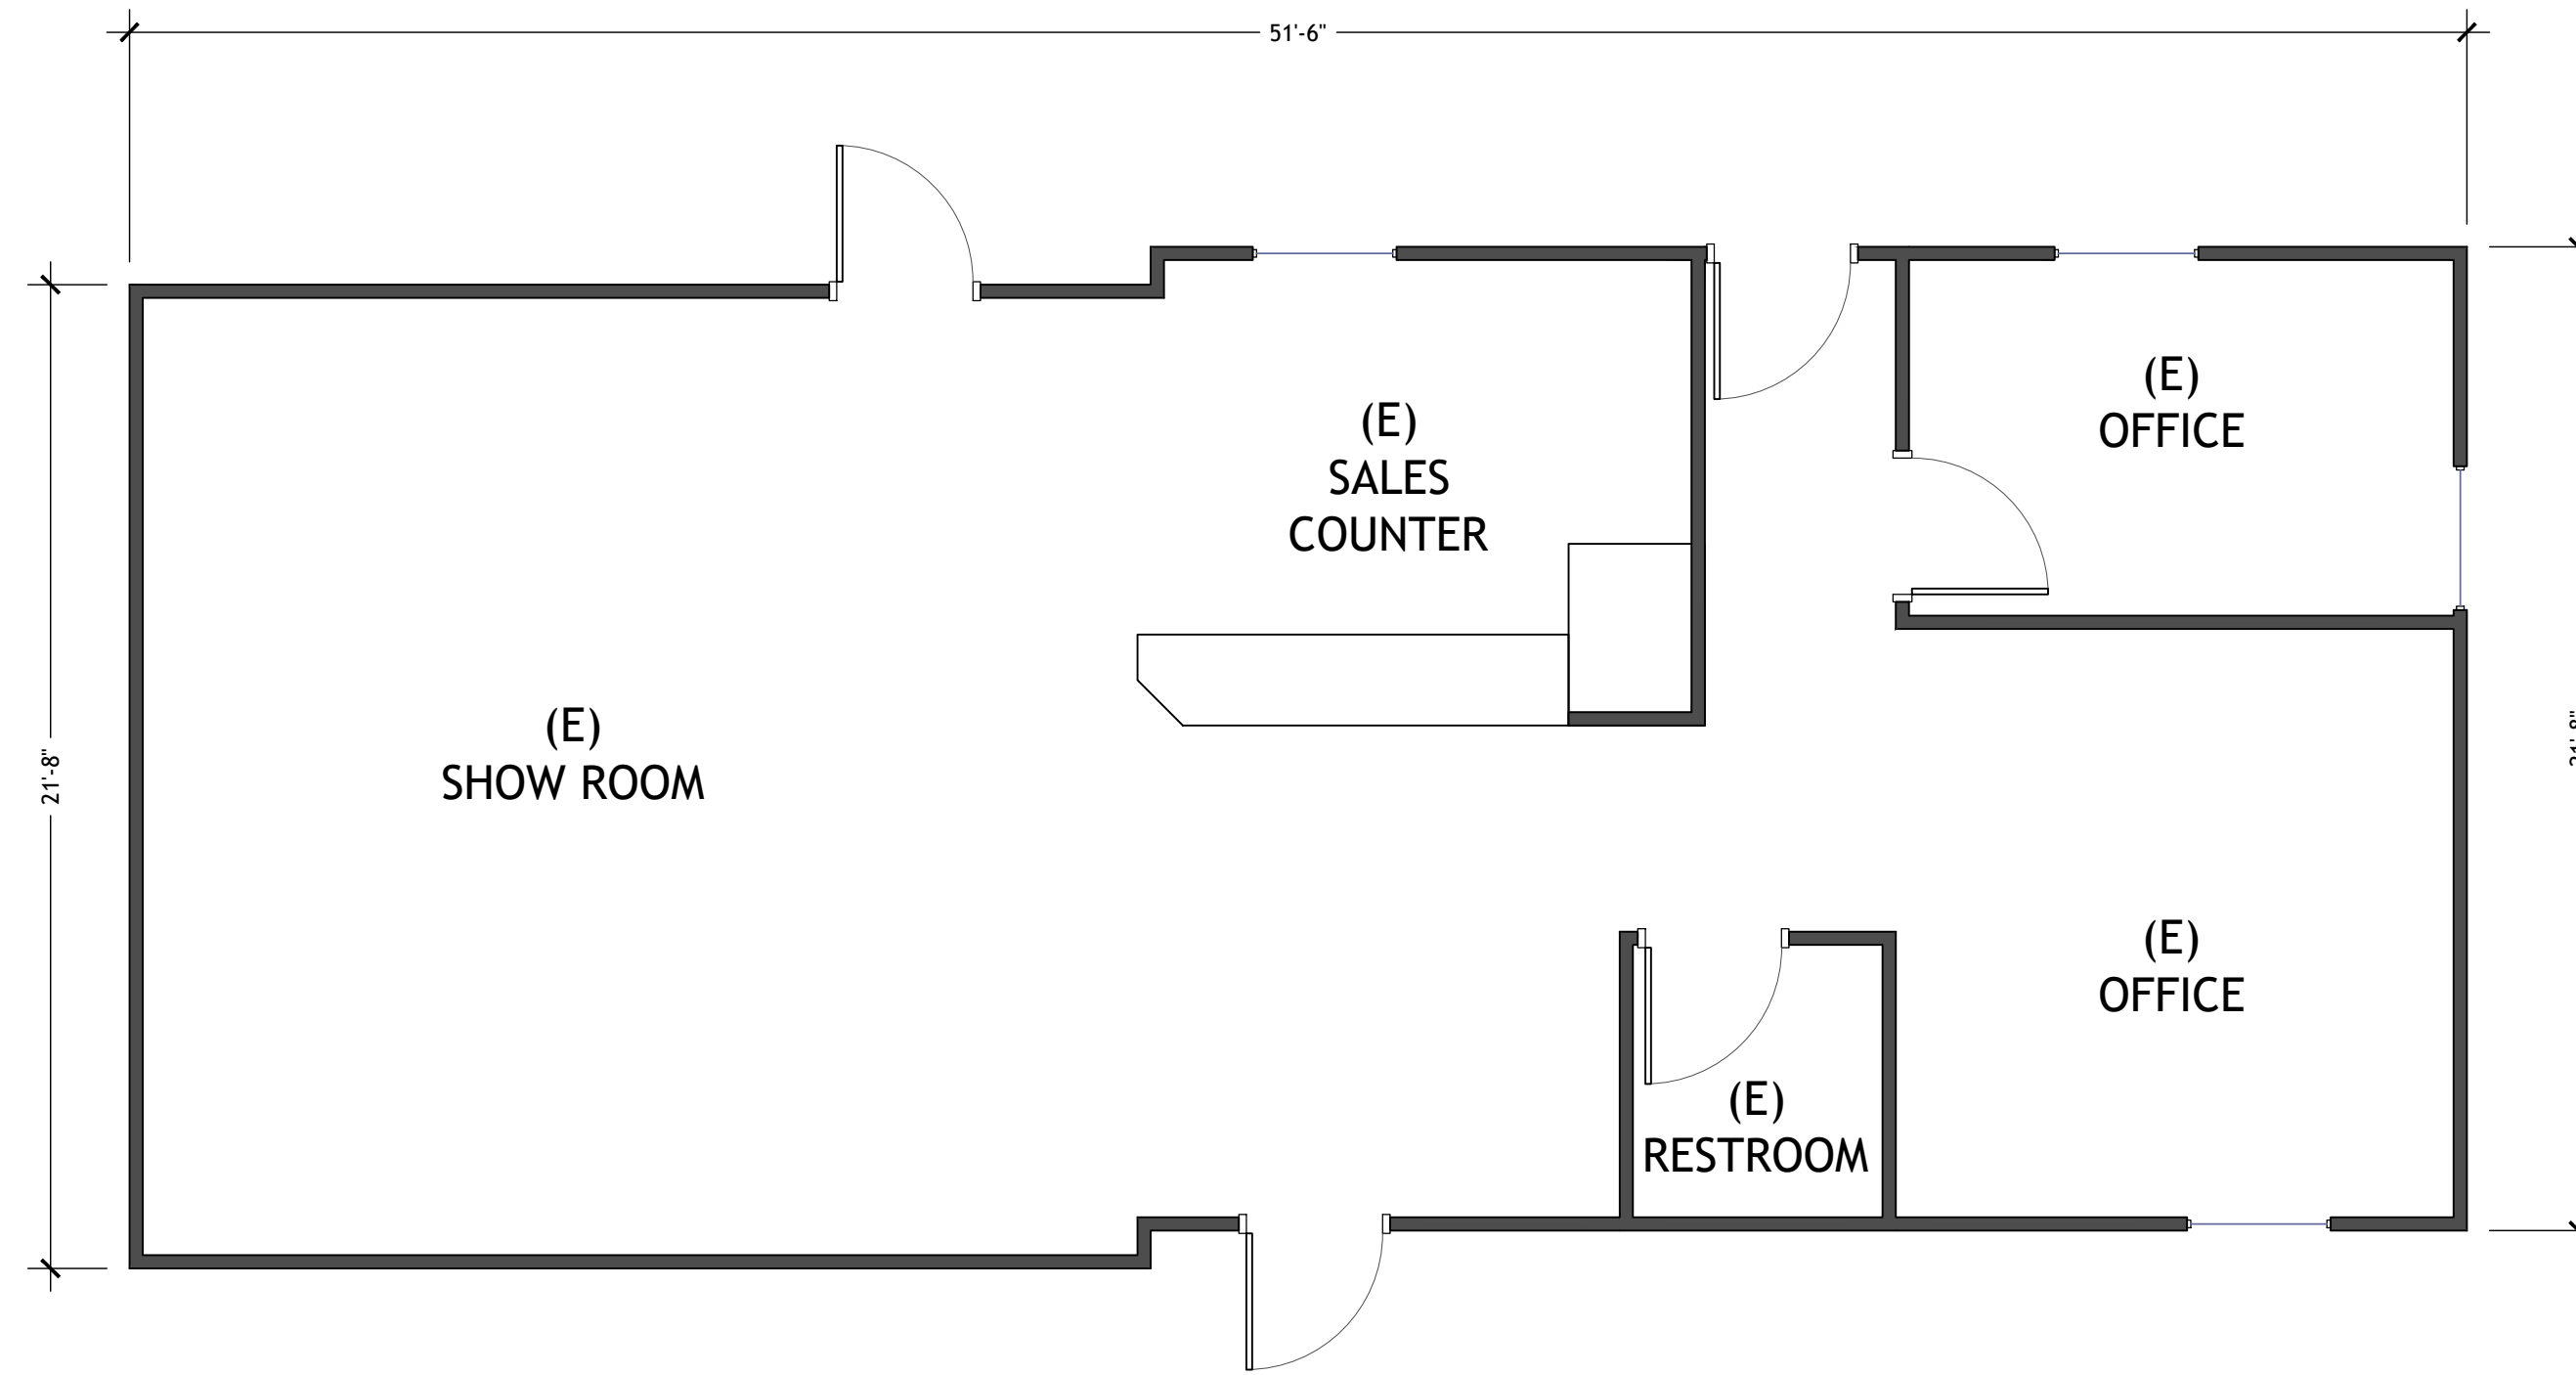 51'-6"
(E)
OFFICE
(E)
SALES
COUNTER
21'-8"
(E)
SHOW ROOM
(E)
OFFICE
(E)
RESTROOM